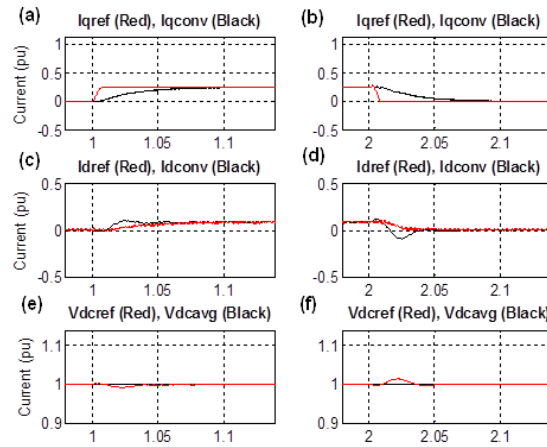 (a) Iqref (Red), Iqconv (Black)
(b) Iqref (Red), Iqconv (Black)
Current (pu)
1
0.5
0
-0.5
1 1.05 1.1
1
0.5
0
-0.5
2 2.05 2.1
(c) Idref (Red), Idconv (Black)
(d) Idref (Red), Idconv (Black)
Current (pu)
0.5
0
-0.5
1 1.05 1.1
0.5
0
-0.5
2 2.05 2.1
(e) Vdcref (Red), Vdcavg (Black)
(f) Vdcref (Red), Vdcavg (Black)
Current (pu)
1.1
1
0.9
1 1.05 1.1
1.1
1
0.9
2 2.05 2.1